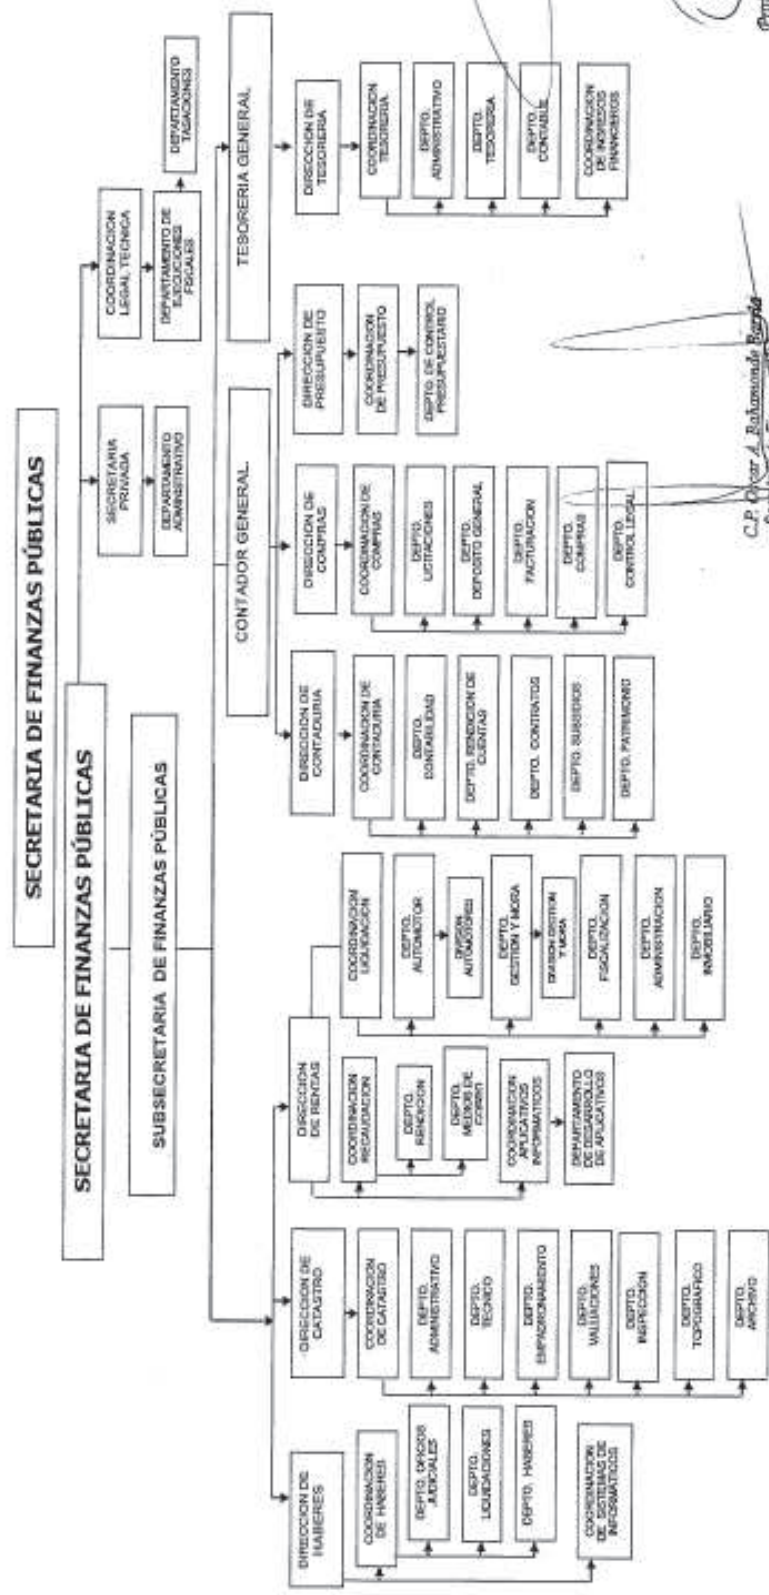 SECRETARIA DE FINANZAS PÚBLICAS
SECRETARIA DE FINANZAS PÚBLICAS
SUBSECRETARIA DE FINANZAS PÚBLICAS
SECRETARIA
PRIVADA
DEPARTAMENTO
ADMINISTRATIVO
COORDINACION
LEGAL TECNICA
DEPARTAMENTO DE
EJECUCIONES
FISCALES
DEPARTAMENTO
TASACIONES
CONTADOR GENERAL.
TESORERIA GENERAL
DIRECCION DE
HABERES
COORDINACION
DE HABERES
DEPTO. OFICIOS
JUDICIALES
DEPTO.
LIQUIDACIONES
DEPTO. HABERES
COORDINACION
DE SISTEMAS DE
INFORMATICOS
DIRECCION DE
CATASTRO
COORDINACION
DE CATASTRO
DEPTO.
ADMINISTRATIVO
DEPTO.
TECNICO
DEPTO.
EMPADRONAMIENTO
DEPTO.
VALUACIONES
DEPTO.
INSPECCION
DEPTO.
TOPOGRAFICO
DEPTO.
ARCHIVO
DIRECCION
DE RENTAS
COORDINACION
RECAUDACION
DEPTO.
RENDICION
DEPTO.
MEDIOS DE
COBRO
COORDINACION
APLICATIVOS
INFORMATICOS
DEPARTAMENTO
DE DESARROLLO
DE APLICATIVOS
COORDINACION
LIQUIDACION
DEPTO.
AUTOMOTOR
DIVISION
AUTOMOTORES
DEPTO.
GESTION Y MORA
DIVISION GESTION
Y MORA
DEPTO.
FISCALIZACION
DEPTO.
ADMINISTRACION
DEPTO.
INMOBILIARIO
DIRECCION DE
CONTADURIA
COORDINACION DE
CONTADURIA
DEPTO.
CONTABILIDAD
DEPTO. RENDICION DE
CUENTAS
DEPTO. CONTRATOS
DEPTO. SUBSIDIOS
DEPTO. PATRIMONIO
DIRECCION DE
COMPRAS
COORDINACION DE
COMPRAS
DEPTO.
LICITACIONES
DEPTO.
DEPOSITO GENERAL
DEPTO.
FACTURACION
DEPTO.
COMPRAS
DEPTO.
CONTROL LEGAL
DIRECCION DE
PRESUPUESTO
COORDINACION
DE PRESUPUESTO
DEPTO. DE CONTROL
PRESUPUESTARIO
DIRECCION DE
TESORERIA
COORDINACION
TESORERIA
DEPTO.
ADMINISTRATIVO
DEPTO.
TESORERIA
DEPTO.
CONTABLE
COORDINACION
DE INGRESOS
FINANCIEROS
C.P. Oscar A. Bahamonde Barría